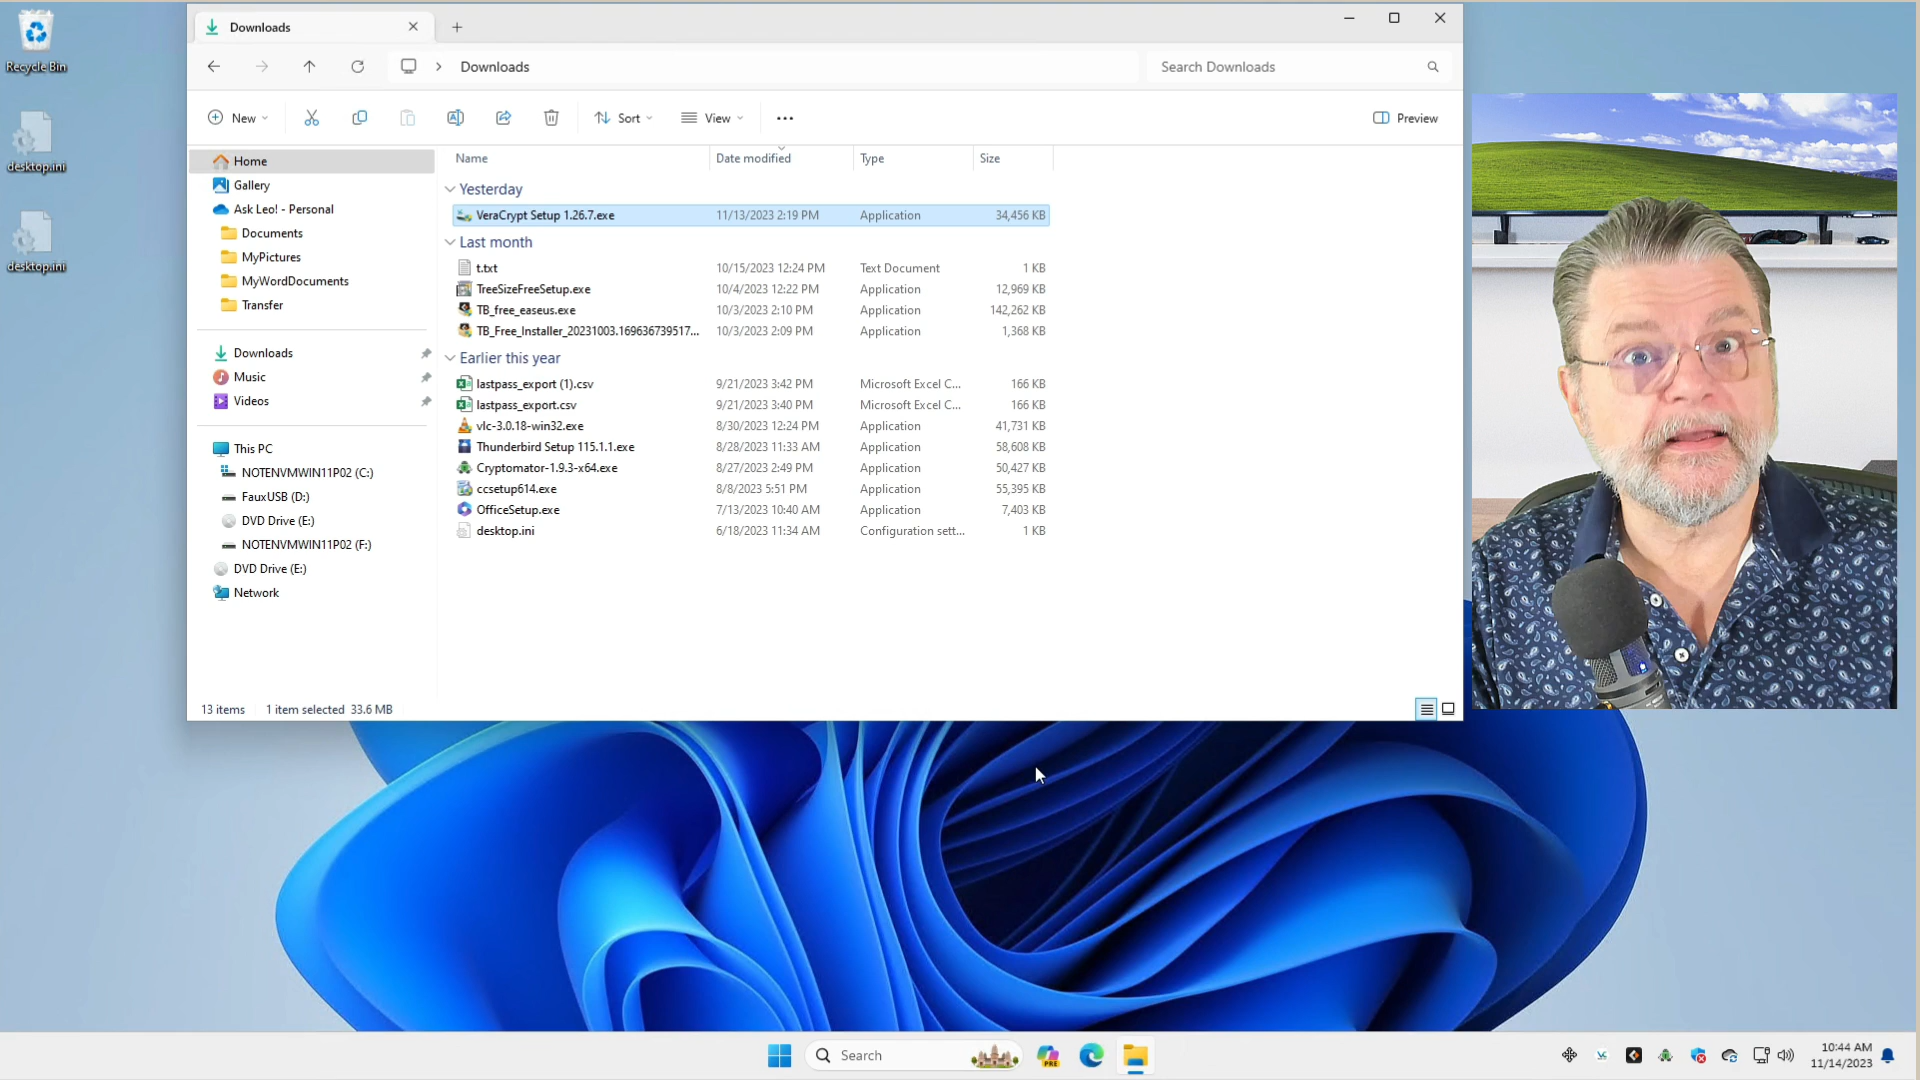 Recycle Bin
desktop.ini
desktop.ini
Downloads
Downloads
Search Downloads
New
Sort
View
Preview
Home
Gallery
Ask Leo! - Personal
Documents
MyPictures
MyWordDocuments
Transfer
Downloads
Music
Videos
This PC
NOTENVMWIN11P02 (C:)
FauxUSB (D:)
DVD Drive (E:)
NOTENVMWIN11P02 (F:)
DVD Drive (E:)
Network
Name Date modified Type Size
Yesterday
VeraCrypt Setup 1.26.7.exe 11/13/2023 2:19 PM Application 34,456 KB
Last month
t.txt 10/15/2023 12:24 PM Text Document 1 KB
TreeSizeFreeSetup.exe 10/4/2023 12:22 PM Application 12,969 KB
TB_free_easeus.exe 10/3/2023 2:10 PM Application 142,262 KB
TB_Free_Installer_20231003.169636739517... 10/3/2023 2:09 PM Application 1,368 KB
Earlier this year
lastpass_export (1).csv 9/21/2023 3:42 PM Microsoft Excel C... 166 KB
lastpass_export.csv 9/21/2023 3:40 PM Microsoft Excel C... 166 KB
vlc-3.0.18-win32.exe 8/30/2023 12:24 PM Application 41,731 KB
Thunderbird Setup 115.1.1.exe 8/28/2023 11:33 AM Application 58,608 KB
Cryptomator-1.9.3-x64.exe 8/27/2023 2:49 PM Application 50,427 KB
ccsetup614.exe 8/8/2023 5:51 PM Application 55,395 KB
OfficeSetup.exe 7/13/2023 10:40 AM Application 7,403 KB
desktop.ini 6/18/2023 11:34 AM Configuration sett... 1 KB
13 items 1 item selected 33.6 MB
Search
PRE
10:44 AM
11/14/2023